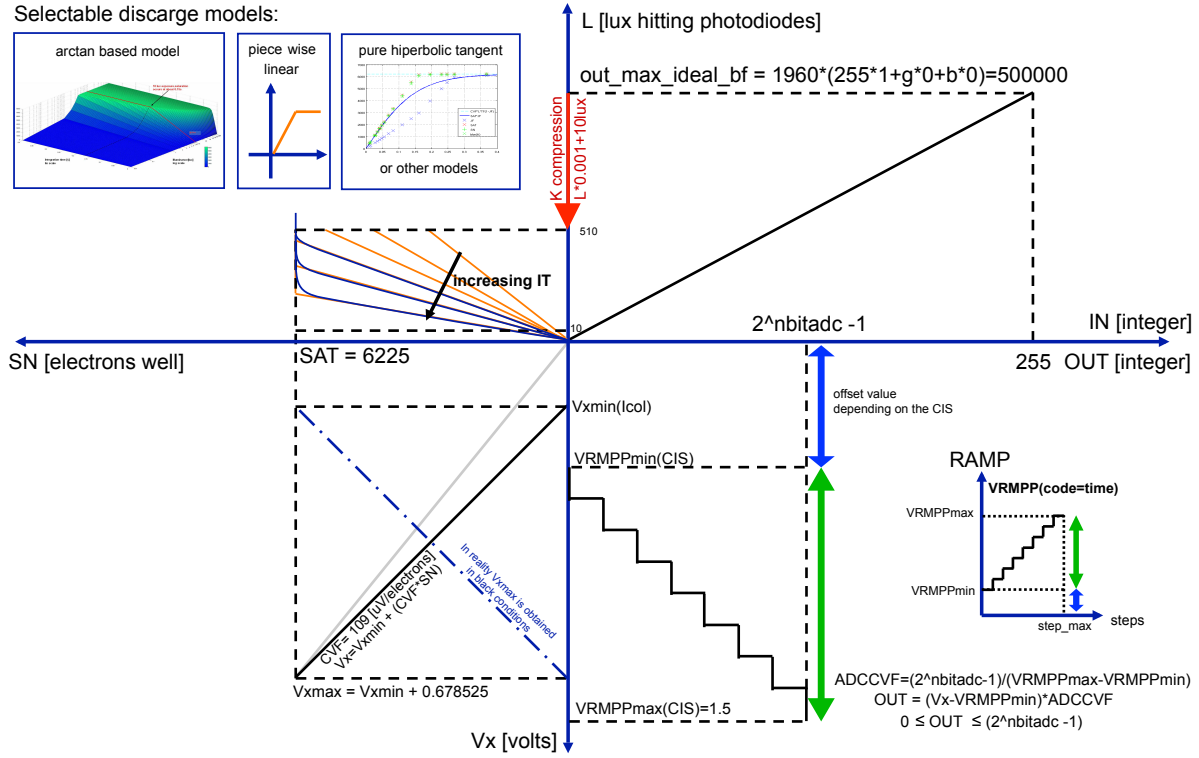 Selectable discarge models:
arctan based model
piece wise
linear
pure hiperbolic tangent
or other models
L [lux hitting photodiodes]
out_max_ideal_bf = 1960*(255*1+g*0+b*0)=500000
K compression
L*0.001+10lux
510
increasing IT
10
2^nbitadc -1
IN [integer]
SN [electrons well]
SAT = 6225
255 OUT [integer]
offset value
depending on the CIS
Vxmin(Icol)
VRMPPmin(CIS)
RAMP
VRMPP(code=time)
VRMPPmax
VRMPPmin
step_max
steps
In reality Vxmax is obtained
in black conditions
CVF= 109 [uV/electrons]
Vx=Vxmin + (CVF*SN)
Vxmax = Vxmin + 0.678525
VRMPPmax(CIS)=1.5
ADCCVF=(2^nbitadc-1)/(VRMPPmax-VRMPPmin)
OUT = (Vx-VRMPPmin)*ADCCVF
0 ≤ OUT ≤ (2^nbitadc -1)
Vx [volts]